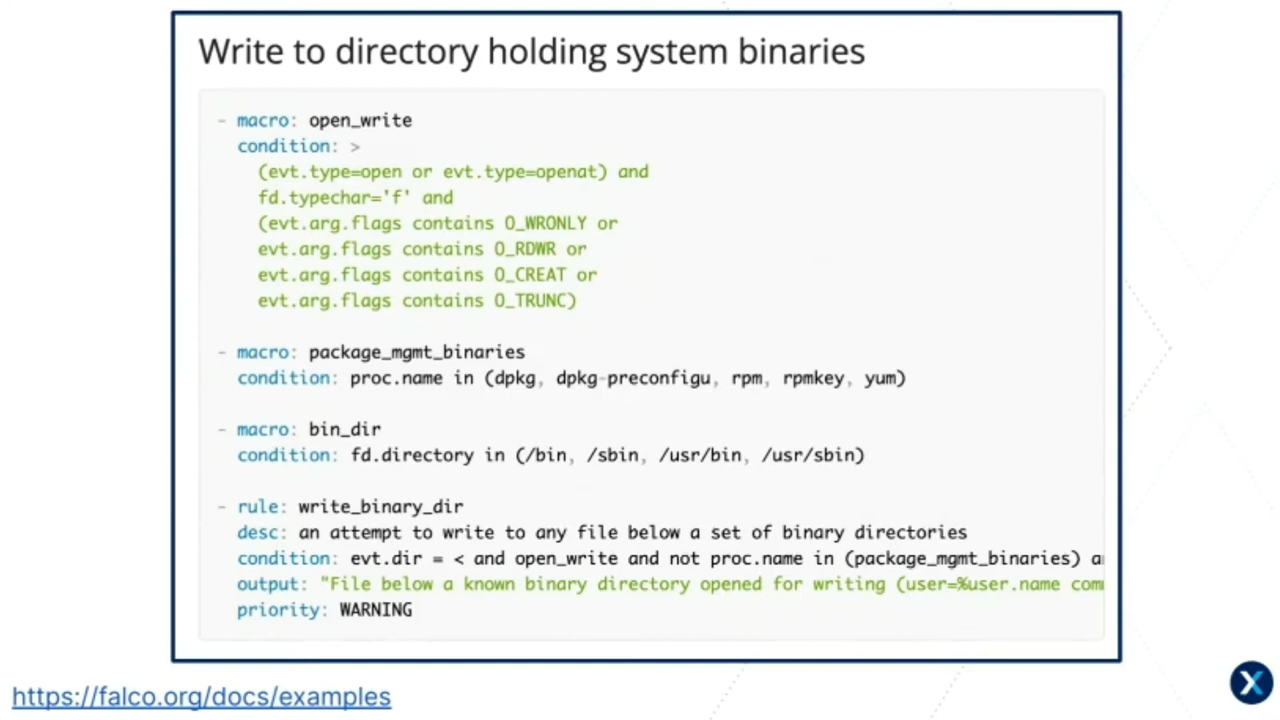 Write to directory holding system binaries
- macro: open_write
condition: >
(evt.type=open or evt.type=openat) and
fd.typechar='f' and
(evt.arg.flags contains O_WRONLY or
evt.arg.flags contains O_RDWR or
evt.arg.flags contains O_CREAT or
evt.arg.flags contains O_TRUNC)
- macro: package_mgmt_binaries
condition: proc.name in (dpkg, dpkg-preconfigu, rpm, rpmkey, yum)
- macro: bin_dir
condition: fd.directory in (/bin, /sbin, /usr/bin, /usr/sbin)
- rule: write_binary_dir
desc: an attempt to write to any file below a set of binary directories
condition: evt.dir = < and open_write and not proc.name in (package_mgmt_binaries)
output: "File below a known binary directory opened for writing (user=%user.name
priority: WARNING
https://falco.org/docs/examples
X